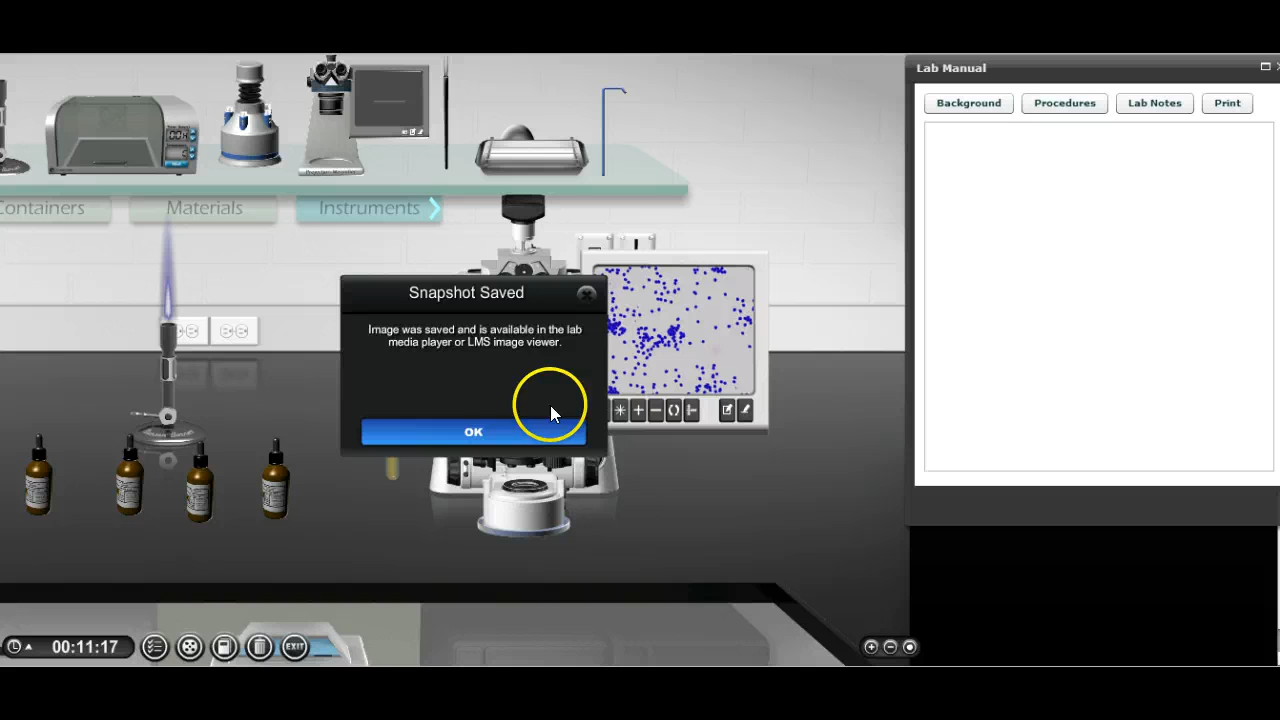 Lab Manual
Background
Procedures
Lab Notes
Print
Containers
Materials
Instruments
Snapshot Saved
Image was saved and is available in the lab
media player or LMS image viewer.
OK
00:11:17
EXIT